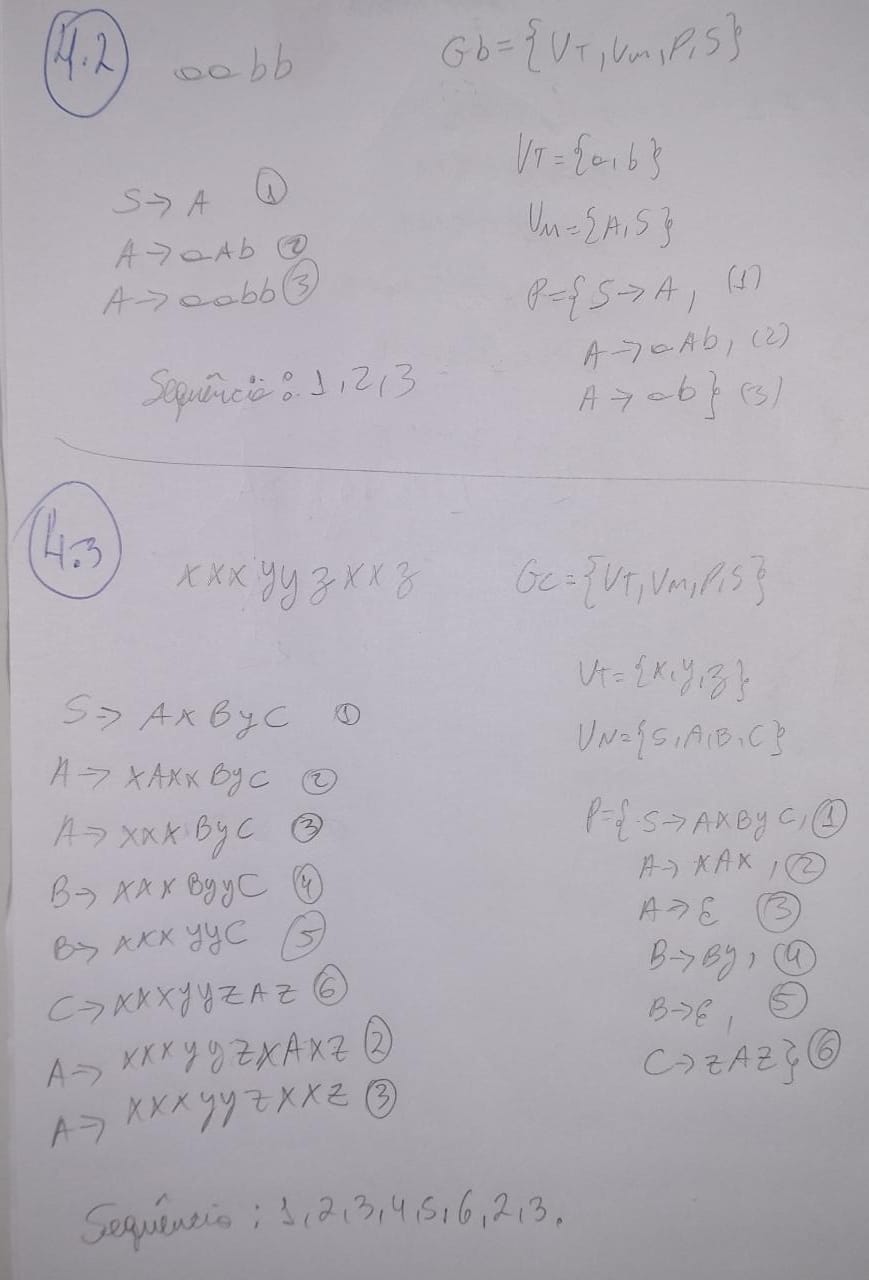 4.2
aabb
Gb={VT,Vm,P,S}
VT={a,b}
Vm={A,S}
S→A ①
A→aAb ②
A→aabb ③
P={S→A, (1)
A→aAb, (2)
A→ab} (3)
Sequência: 1,2,3
4.3
xxxyyzxxz
Gc={VT,Vm,P,S}
VT={x,y,z}
VN={S,A,B,C}
S→AxByC ①
A→xAxxByC ②
A→xxxByC ③
B→xxxByyC ④
B→xxxyyC ⑤
C→xxxyyzAz ⑥
A→xxxyyzxAxz ②
A→xxxyyzxxz ③
P={S→AxByC, ①
A→xAx, ②
A→ε ③
B→By, ④
B→ε, ⑤
C→zAz} ⑥
Sequência: 1,2,3,4,5,6,2,3.